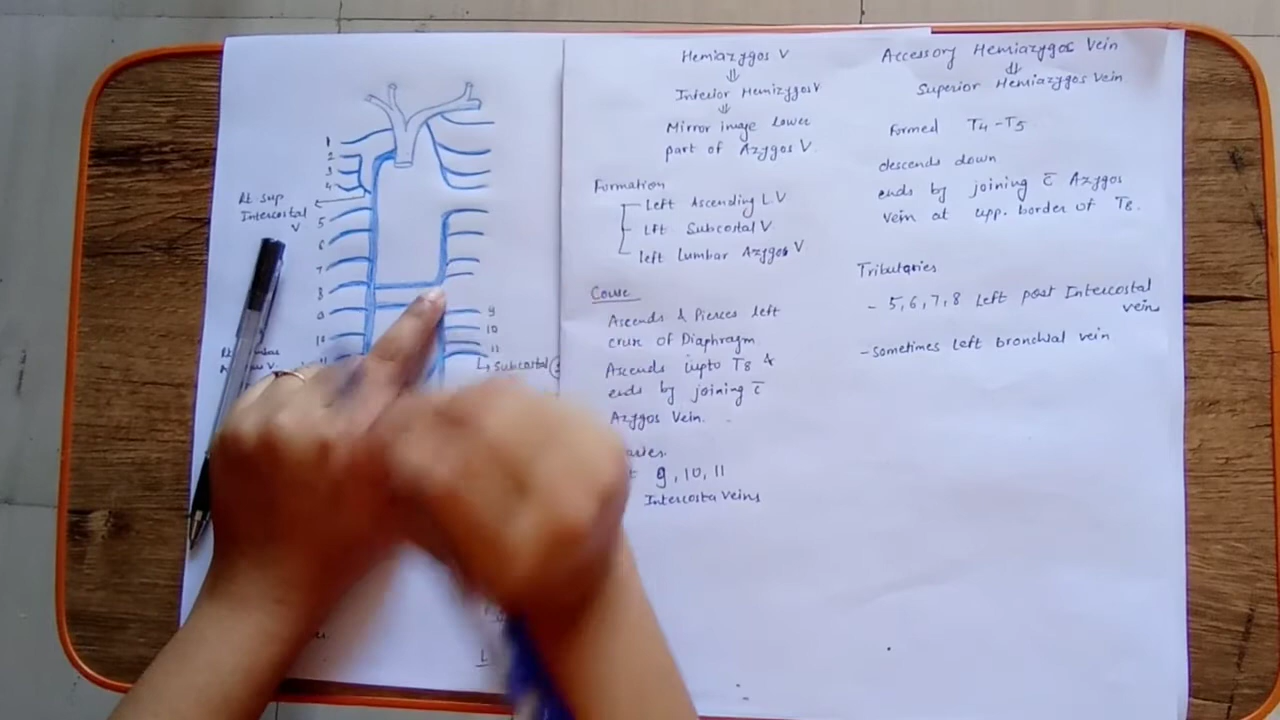 1
2
3
4
Rt. sup
Intercostal
V
5
6
7
8
9
10
11
9
10
11
↳ Subcostal
Hemiazygos V
⇓
Inferior HemizygosV
⇓
Mirror image lower
part of Azygos V.
Formation
Left Ascending L.V
Lft Subcostal V
left Lumbar Azygos V
Course
Ascends & Pierces left
crux of Diaphragm
Ascends upto T8 &
ends by joining c̄
Azygos Vein.
9, 10, 11
Intercosta Veins
Accessory Hemiazygos Vein
⇓
Superior Hemiazygos Vein
Formed T4-T5
descends down
ends by joining c̄ Azygos
Vein at upp. border of T8.
Tributaries
- 5, 6, 7, 8 Left post Intercostal
veins
- sometimes left bronchial vein